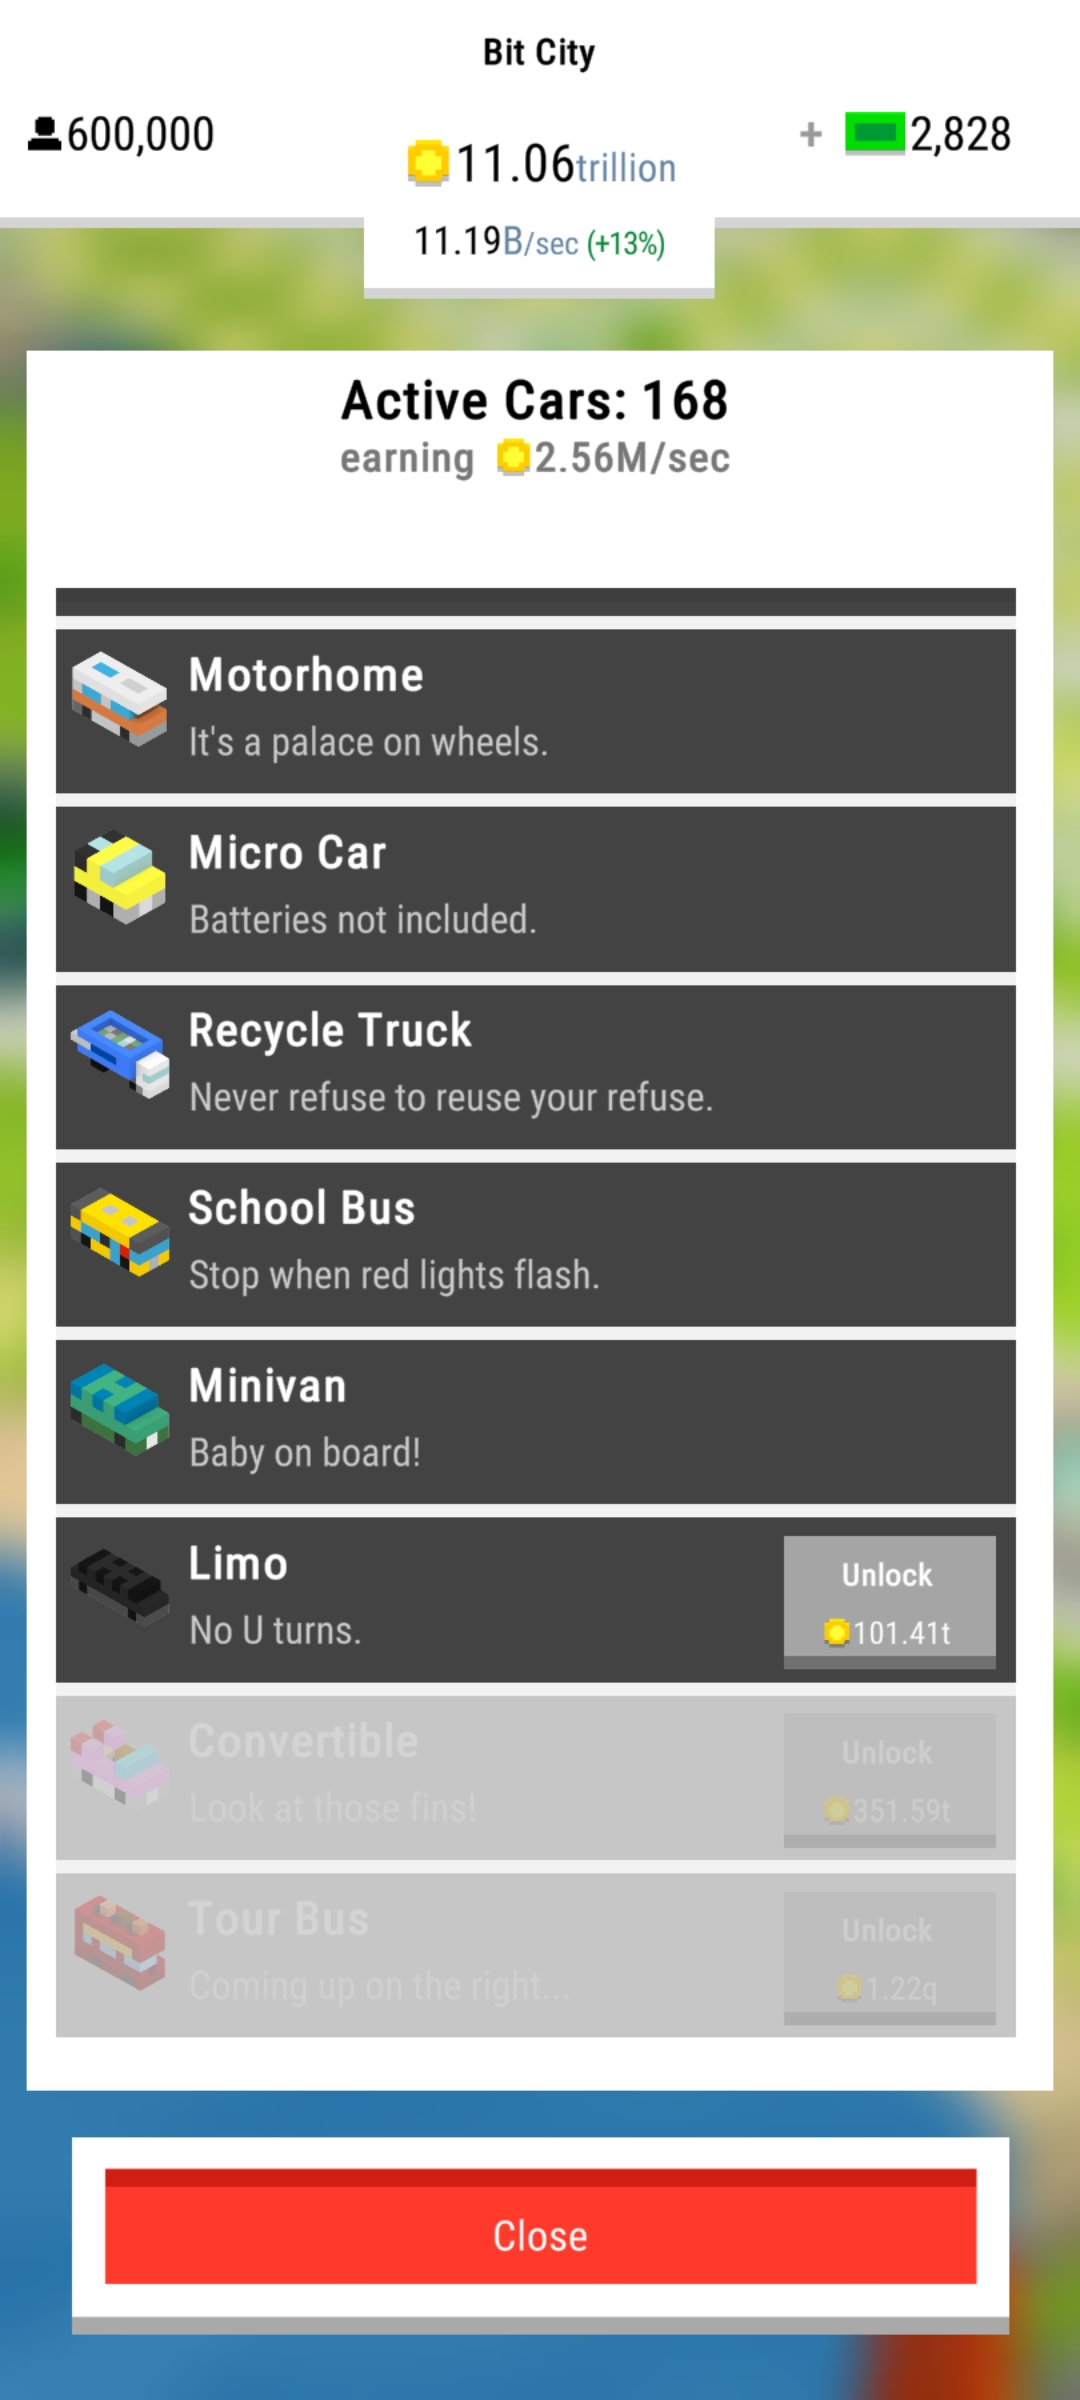 Bit City
600,000
11.06trillion
+ 2,828
11.19B/sec (+13%)
Active Cars: 168
earning 2.56M/sec
Motorhome
It's a palace on wheels.
Micro Car
Batteries not included.
Recycle Truck
Never refuse to reuse your refuse.
School Bus
Stop when red lights flash.
Minivan
Baby on board!
Limo
No U turns.
Unlock
101.41t
Convertible
Look at those fins!
Unlock
351.59t
Tour Bus
Coming up on the right...
Unlock
1.22q
Close